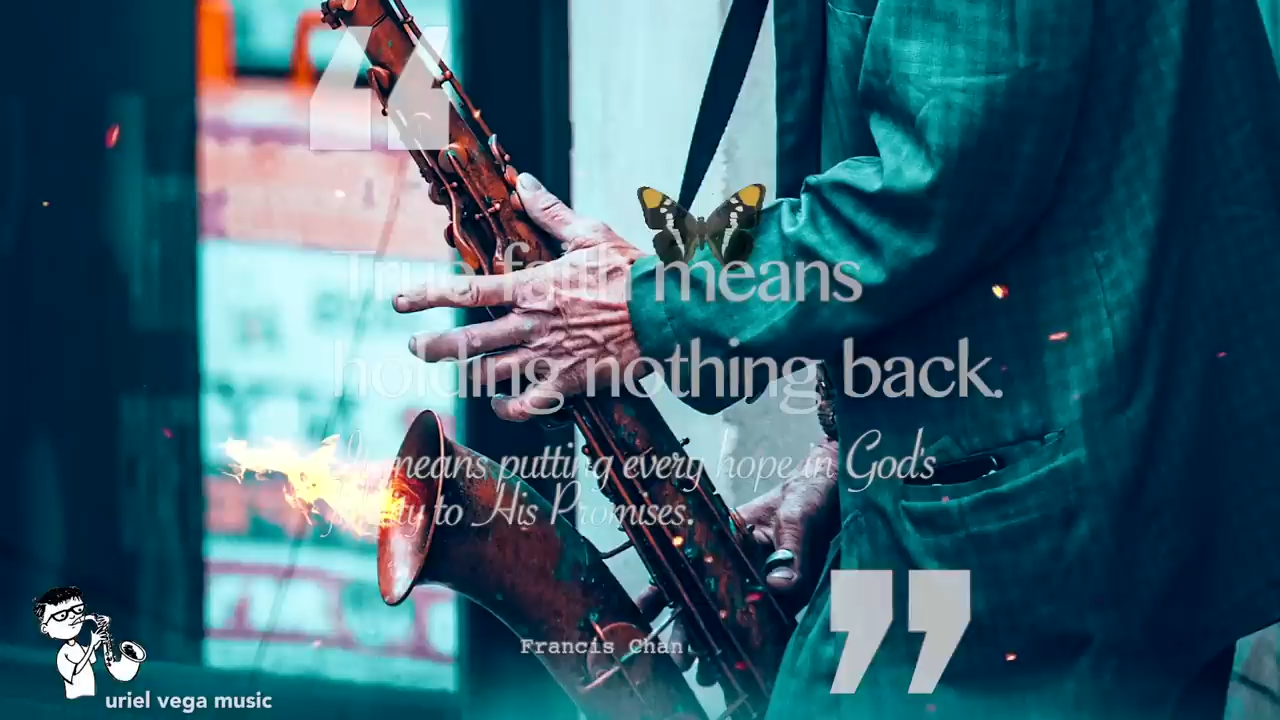 “
True faith means
holding nothing back.
It means putting every hope in God's
fidelity to His Promises.
”
Francis Chan
uriel vega music